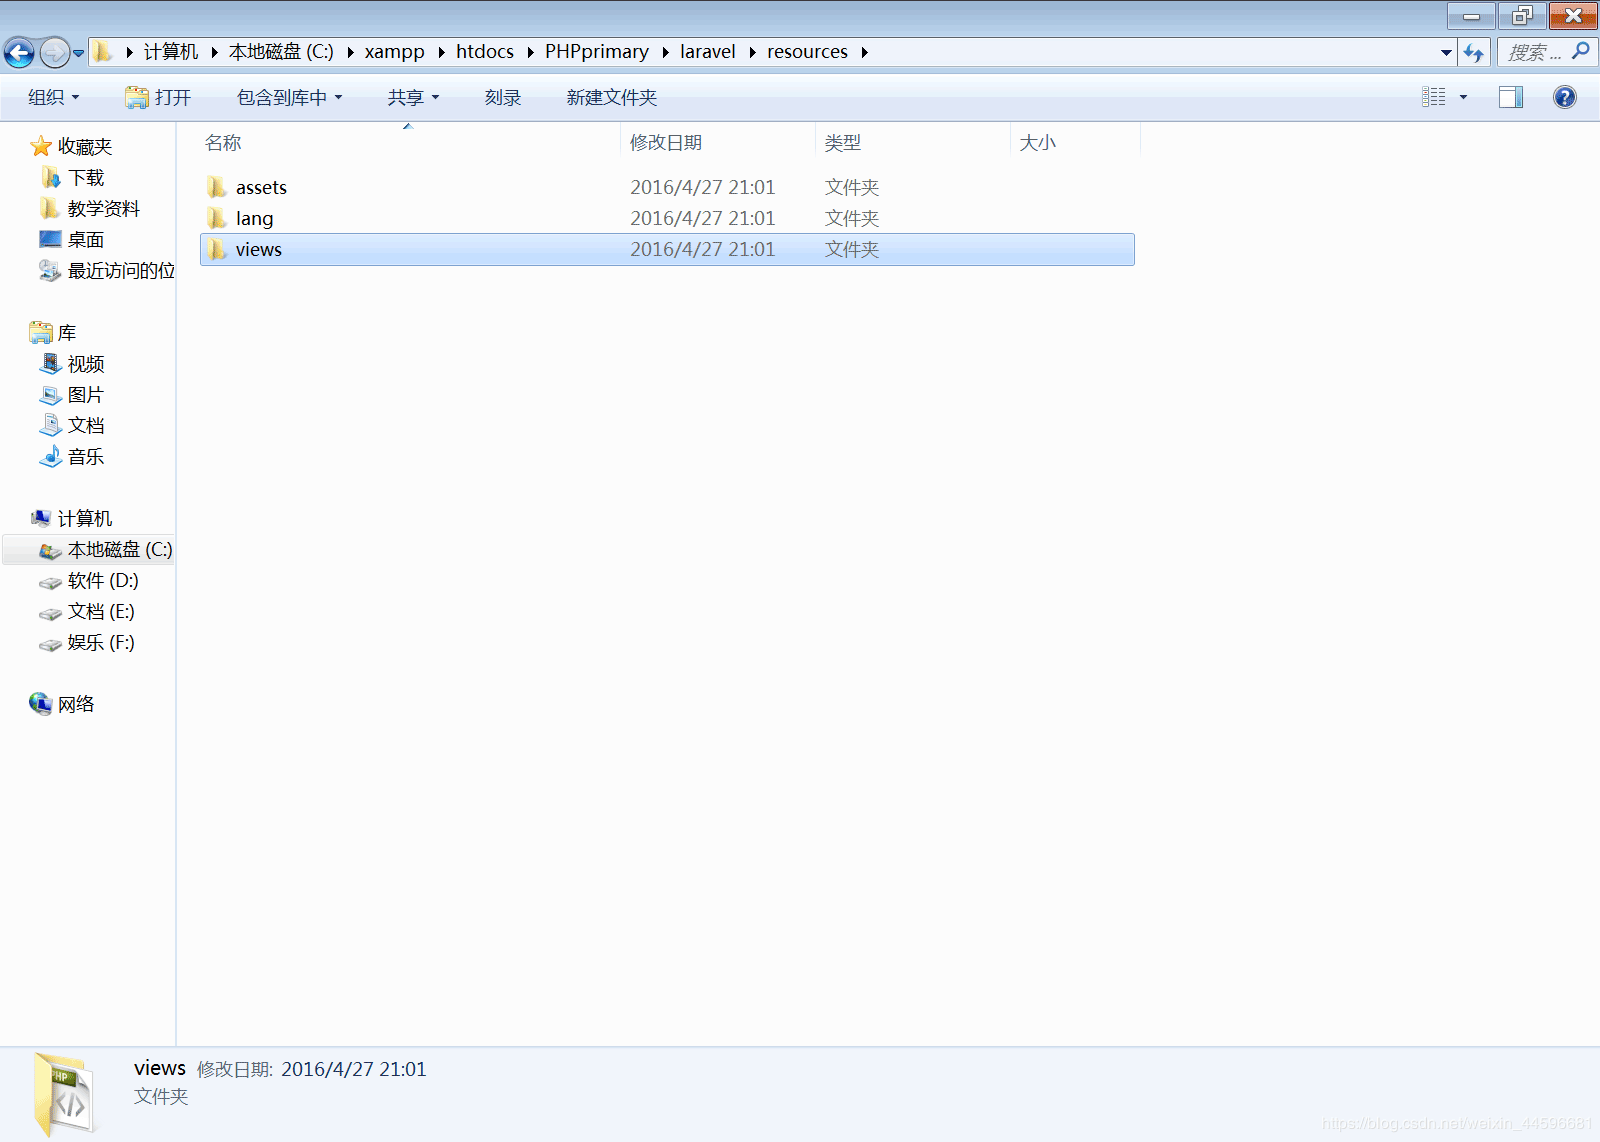 计算机 本地磁盘 (C:) xampp htdocs PHPprimary laravel resources
搜索 ...
组织 打开 包含到库中 共享 刻录 新建文件夹
名称 修改日期 类型 大小
assets 2016/4/27 21:01 文件夹
lang 2016/4/27 21:01 文件夹
views 2016/4/27 21:01 文件夹
收藏夹
下载
教学资料
桌面
最近访问的位
库
视频
图片
文档
音乐
计算机
本地磁盘 (C:)
软件 (D:)
文档 (E:)
娱乐 (F:)
网络
PHP
views 修改日期: 2016/4/27 21:01
文件夹
https://blog.csdn.net/weixin_44596681